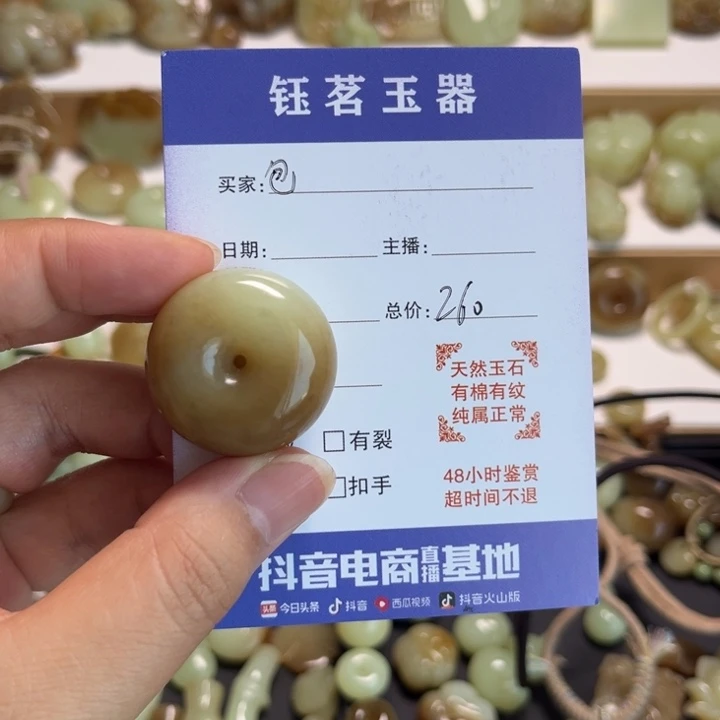 钰茗玉器
买家:包
日期: 主播:
总价:260
天然玉石
有棉有纹
纯属正常
□有裂
□扣手
48小时鉴赏
超时间不退
抖音电商直播基地
头条 今日头条 抖音 西瓜视频 抖音火山版